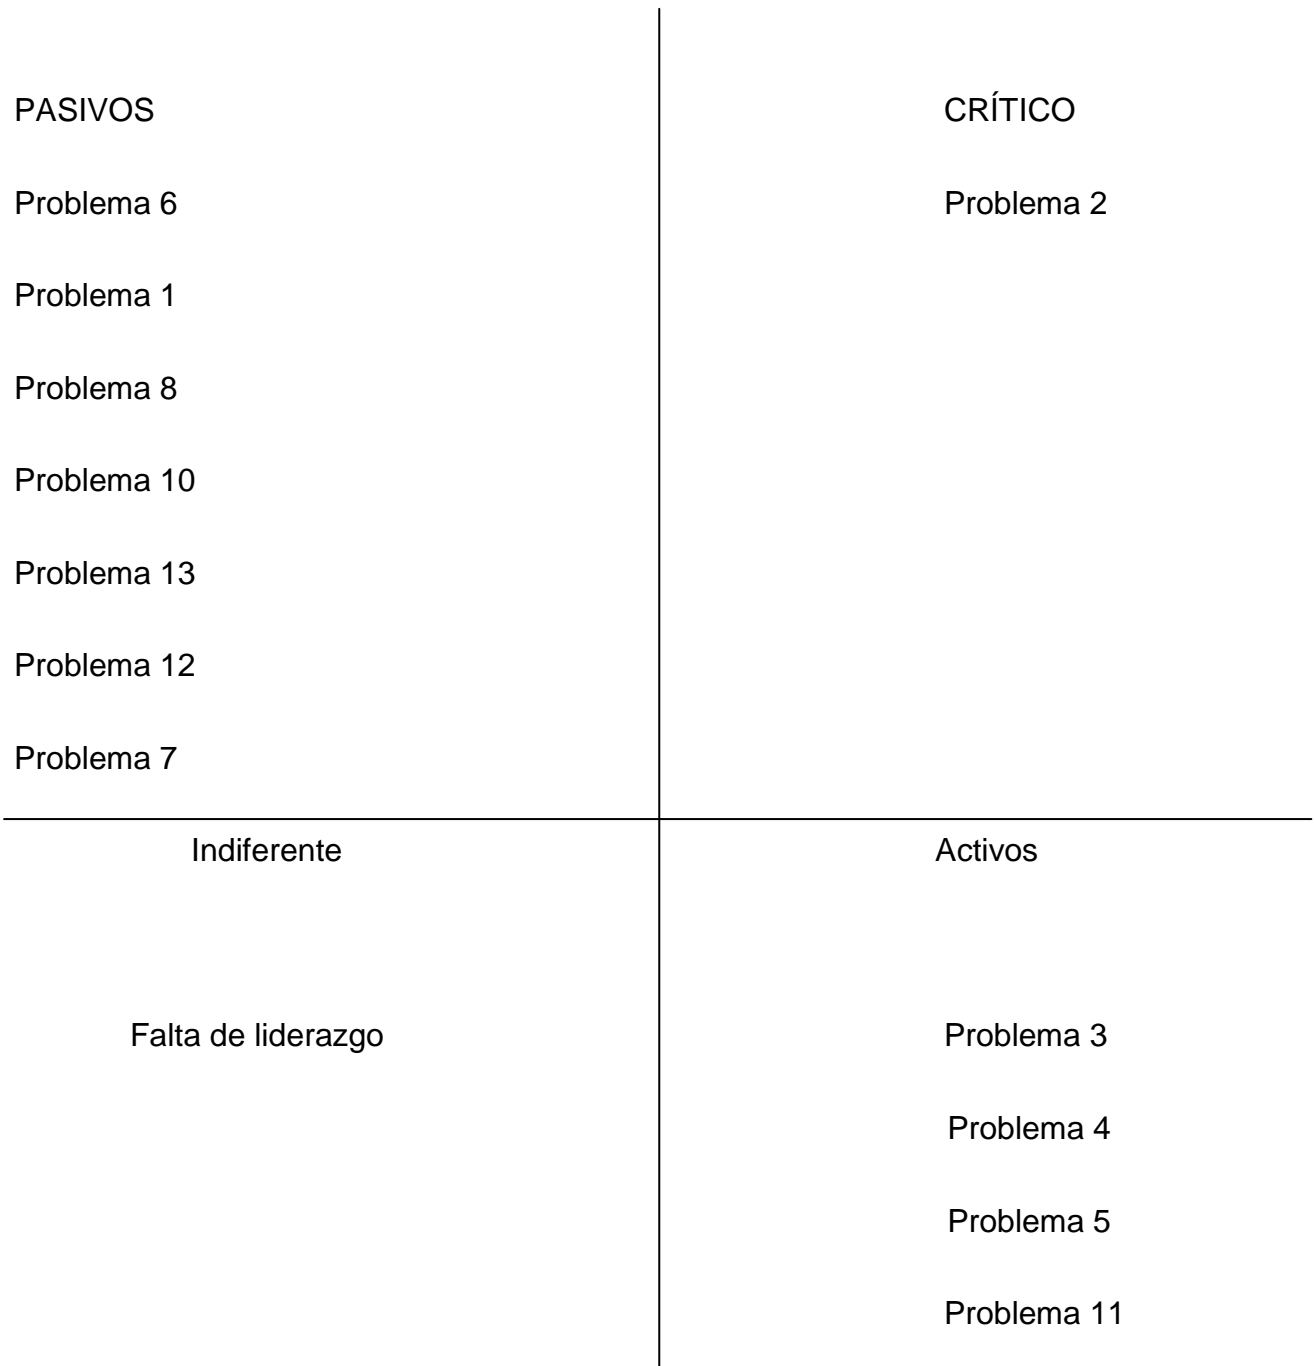 PASIVOS
CRÍTICO
Problema 6
Problema 2
Problema 1
Problema 8
Problema 10
Problema 13
Problema 12
Problema 7
Indiferente
Activos
Falta de liderazgo
Problema 3
Problema 4
Problema 5
Problema 11